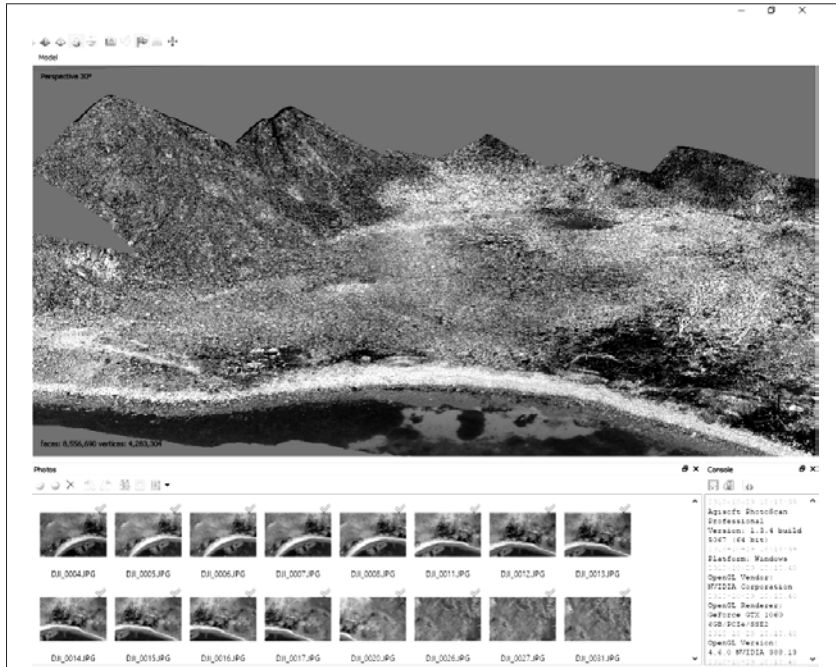 Model
Perspective 30°
faces: 8,556,690 vertices: 4,283,304
Photos
Console
DJI_0004.JPG DJI_0005.JPG DJI_0006.JPG DJI_0007.JPG DJI_0008.JPG DJI_0011.JPG DJI_0012.JPG DJI_0013.JPG
DJI_0014.JPG DJI_0015.JPG DJI_0016.JPG DJI_0017.JPG DJI_0020.JPG DJI_0026.JPG DJI_0027.JPG DJI_0031.JPG
Agisoft PhotoScan
Professional
Version: 1.3.4 build
5067 (64 bit)
Platform: Windows
OpenGL Vendor:
NVIDIA Corporation
OpenGL Renderer:
GeForce GTX 1060
6GB/PCIe/SSE2
OpenGL Version:
4.6.0 NVIDIA 388.13